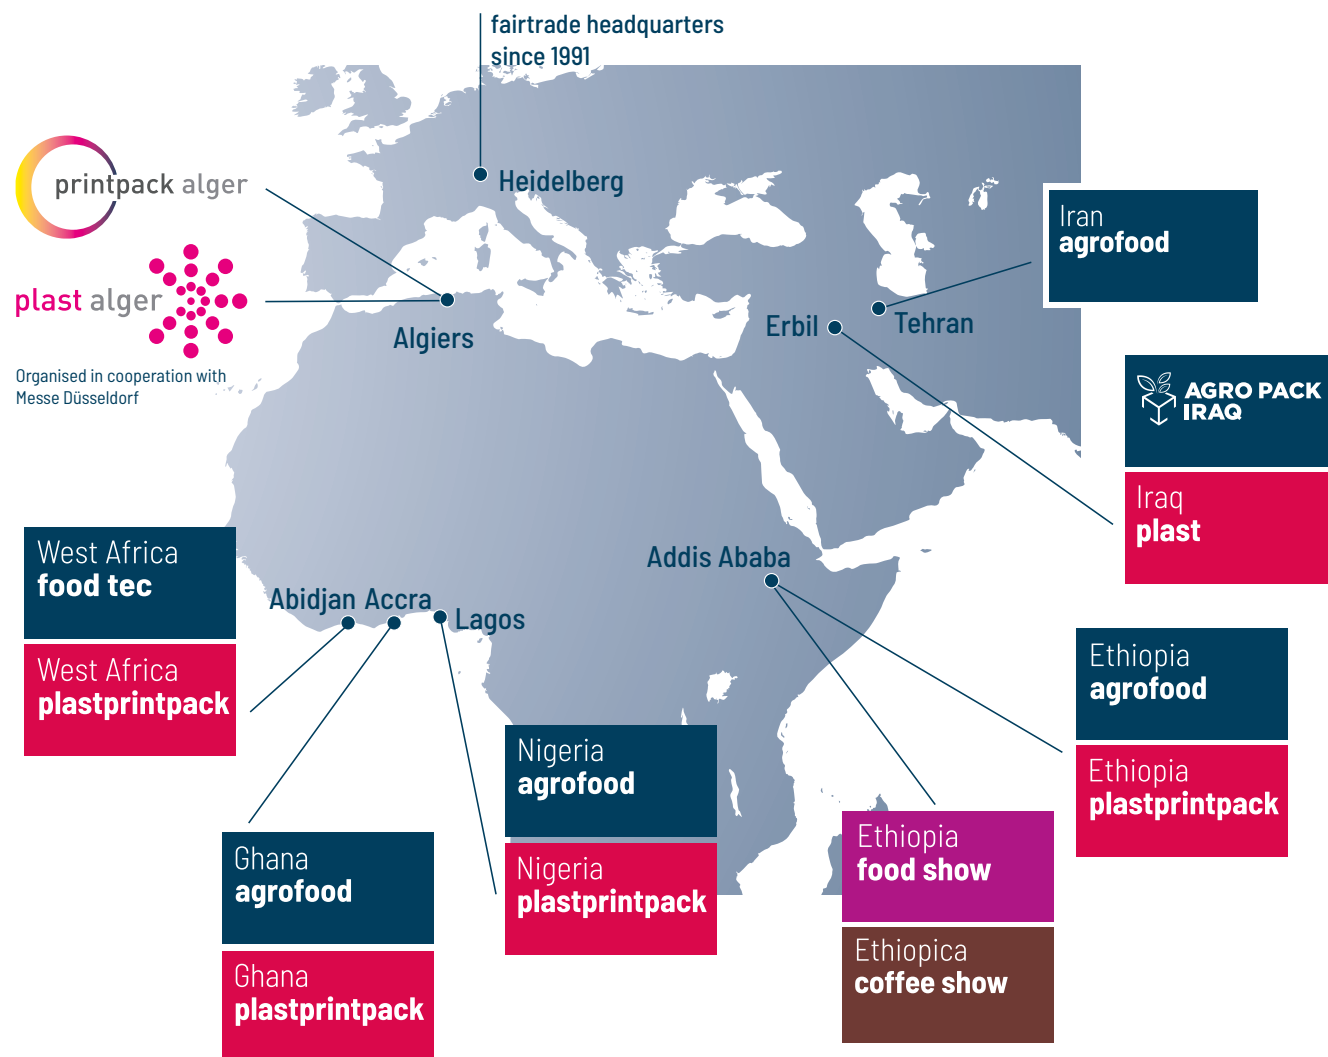 fairtrade headquarters
since 1991
Heidelberg
printpack alger
plast alger
Organised in cooperation with
Messe Düsseldorf
Algiers
Erbil
Tehran
Iran
agrofood
AGRO PACK
IRAQ
Iraq
plast
West Africa
food tec
West Africa
plastprintpack
Abidjan
Accra
Lagos
Addis Ababa
Ethiopia
agrofood
Ethiopia
plastprintpack
Nigeria
agrofood
Nigeria
plastprintpack
Ghana
agrofood
Ghana
plastprintpack
Ethiopia
food show
Ethiopica
coffee show